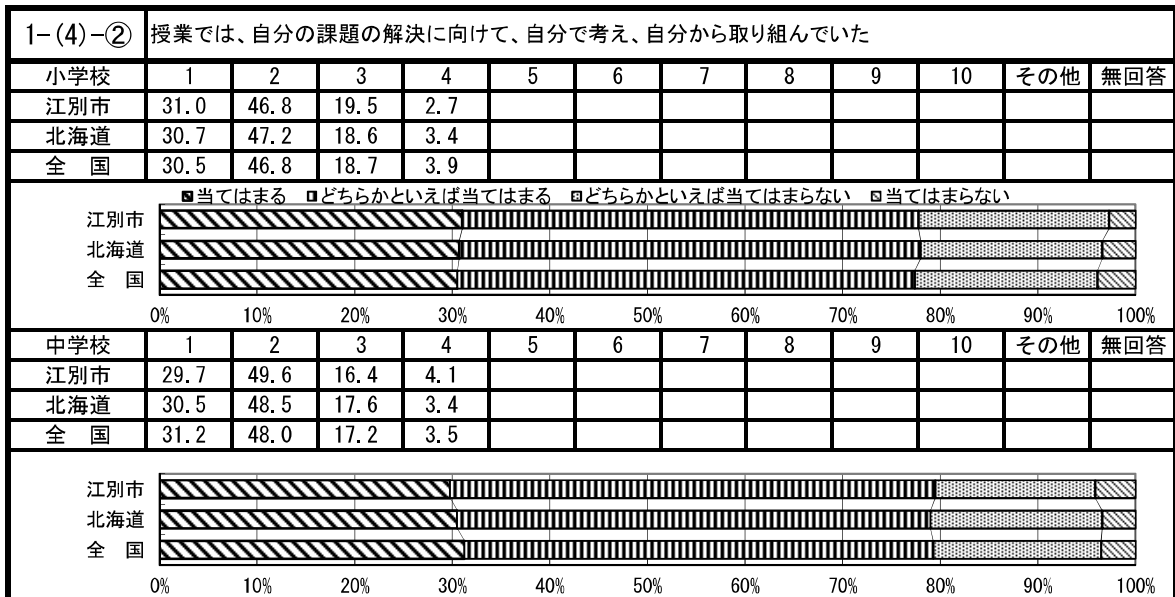 1-(4)-② 授業では、自分の課題の解決に向けて、自分で考え、自分から取り組んでいた
小学校 1 2 3 4 5 6 7 8 9 10 その他 無回答
江別市 31.0 46.8 19.5 2.7
北海道 30.7 47.2 18.6 3.4
全 国 30.5 46.8 18.7 3.9
当てはまる どちらかといえば当てはまる どちらかといえば当てはまらない 当てはまらない
江別市
北海道
全 国
0% 10% 20% 30% 40% 50% 60% 70% 80% 90% 100%
中学校 1 2 3 4 5 6 7 8 9 10 その他 無回答
江別市 29.7 49.6 16.4 4.1
北海道 30.5 48.5 17.6 3.4
全 国 31.2 48.0 17.2 3.5
江別市
北海道
全 国
0% 10% 20% 30% 40% 50% 60% 70% 80% 90% 100%